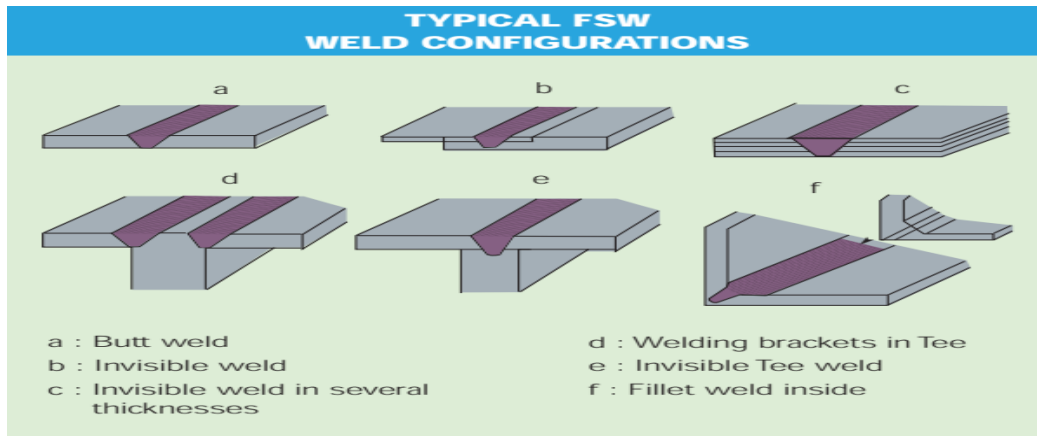 TYPICAL FSW
WELD CONFIGURATIONS
a
b
c
d
e
f
a : Butt weld
b : Invisible weld
c : Invisible weld in several
thicknesses
d : Welding brackets in Tee
e : Invisible Tee weld
f : Fillet weld inside